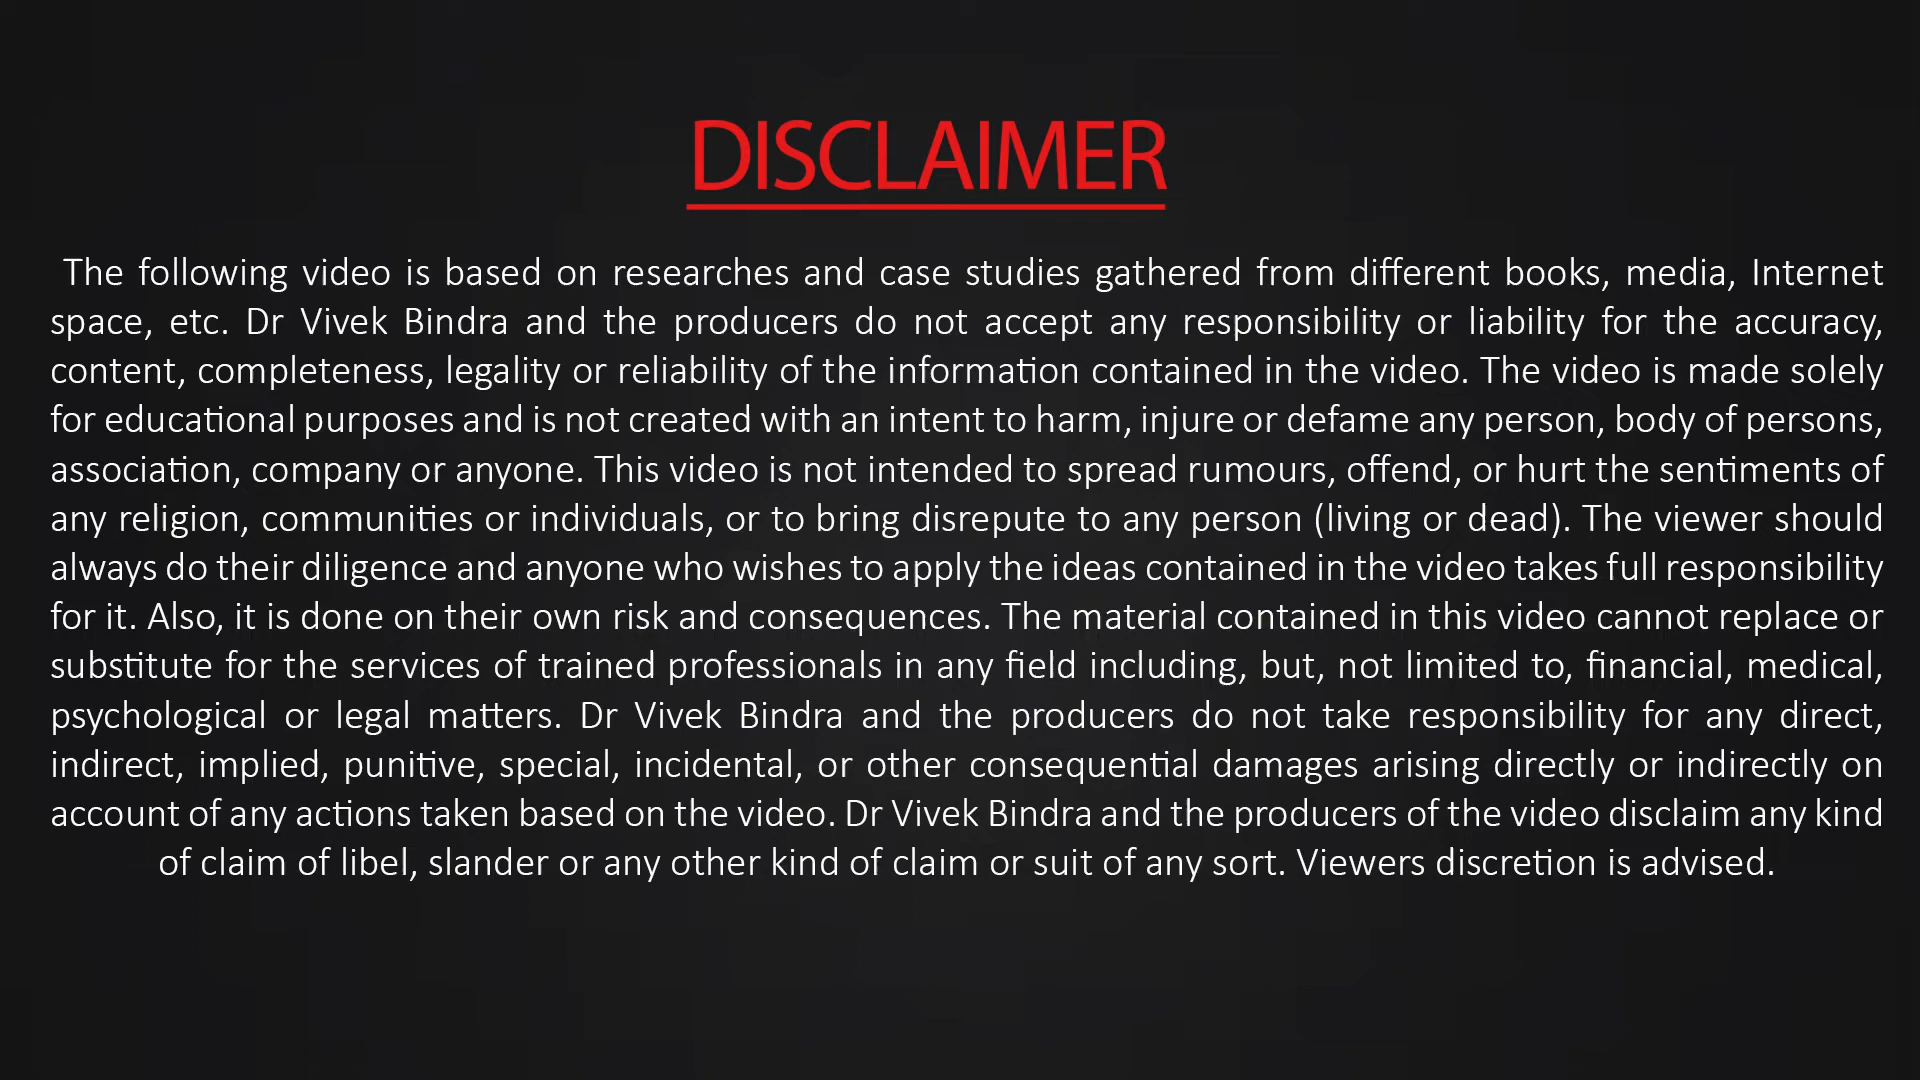 DISCLAIMER
The following video is based on researches and case studies gathered from different books, media, Internet
space, etc. Dr Vivek Bindra and the producers do not accept any responsibility or liability for the accuracy,
content, completeness, legality or reliability of the information contained in the video. The video is made solely
for educational purposes and is not created with an intent to harm, injure or defame any person, body of persons,
association, company or anyone. This video is not intended to spread rumours, offend, or hurt the sentiments of
any religion, communities or individuals, or to bring disrepute to any person (living or dead). The viewer should
always do their diligence and anyone who wishes to apply the ideas contained in the video takes full responsibility
for it. Also, it is done on their own risk and consequences. The material contained in this video cannot replace or
substitute for the services of trained professionals in any field including, but, not limited to, financial, medical,
psychological or legal matters. Dr Vivek Bindra and the producers do not take responsibility for any direct,
indirect, implied, punitive, special, incidental, or other consequential damages arising directly or indirectly on
account of any actions taken based on the video. Dr Vivek Bindra and the producers of the video disclaim any kind
of claim of libel, slander or any other kind of claim or suit of any sort. Viewers discretion is advised.